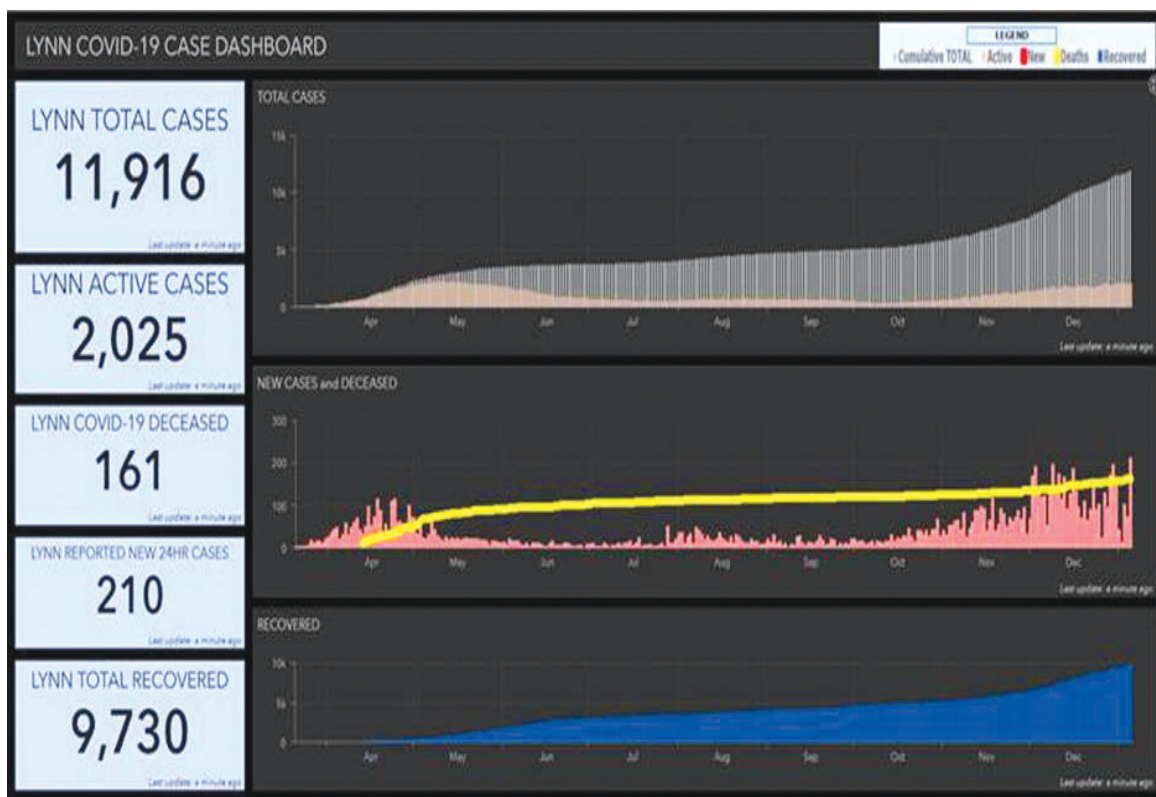 LYNN COVID-19 CASE DASHBOARD
LEGEND
Comulative TOTAL Active New Deaths Recovered
LYNN TOTAL CASES
11,916
Last update: a minute ago
LYNN ACTIVE CASES
2,025
Last update: a minute ago
LYNN COVID-19 DECEASED
161
Last update: a minute ago
LYNN REPORTED NEW 24HR CASES
210
Last update: a minute ago
LYNN TOTAL RECOVERED
9,730
Last update: a minute ago
TOTAL CASES
15k
10k
5k
0
Apr May Jun Jul Aug Sep Oct Nov Dec
Last update: a minute ago
NEW CASES and DECEASED
300
200
100
0
Apr May Jun Jul Aug Sep Oct Nov Dec
Last update: a minute ago
RECOVERED
10k
5k
0
Apr May Jun Jul Aug Sep Oct Nov Dec
Last update: a minute ago